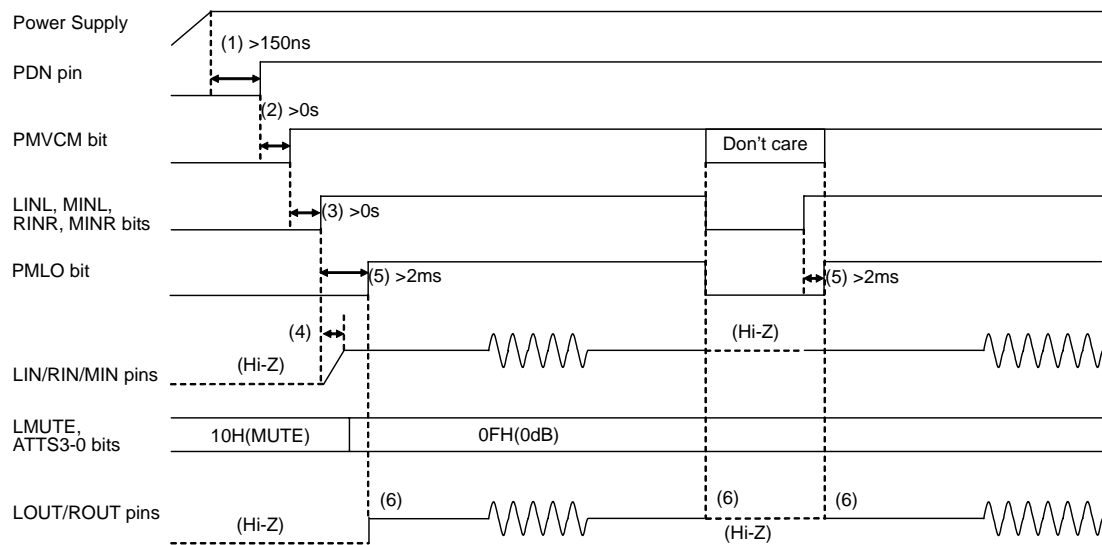 Power Supply
(1) >150ns
PDN pin
(2) >0s
PMVCM bit
Don't care
LINL, MINL,
RINR, MINR bits
(3) >0s
PMLO bit
(5) >2ms
(5) >2ms
(4)
(Hi-Z)
(Hi-Z)
LIN/RIN/MIN pins
LMUTE,
ATTS3-0 bits
10H(MUTE)
0FH(0dB)
(6)
(6)
(6)
LOUT/ROUT pins
(Hi-Z)
(Hi-Z)